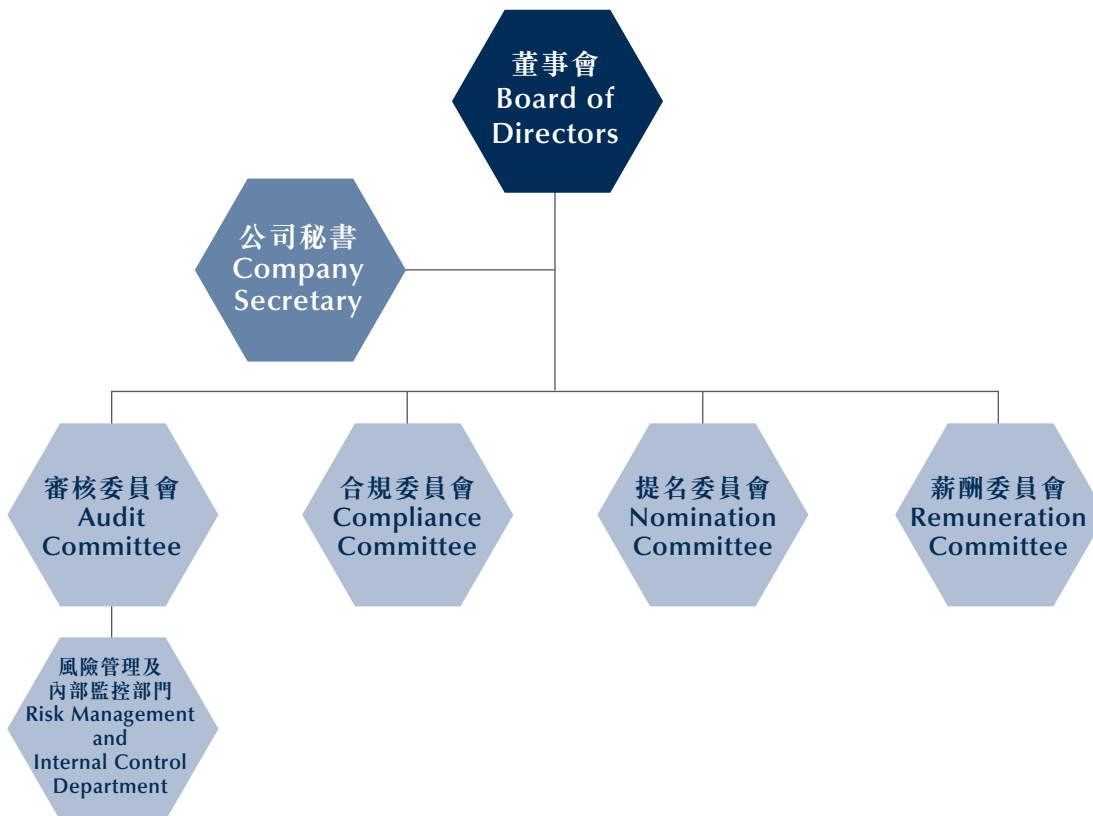 董事會
Board of
Directors
公司秘書
Company
Secretary
審核委員會
Audit
Committee
合規委員會
Compliance
Committee
提名委員會
Nomination
Committee
薪酬委員會
Remuneration
Committee
風險管理及
內部監控部門
Risk Management
and
Internal Control
Department